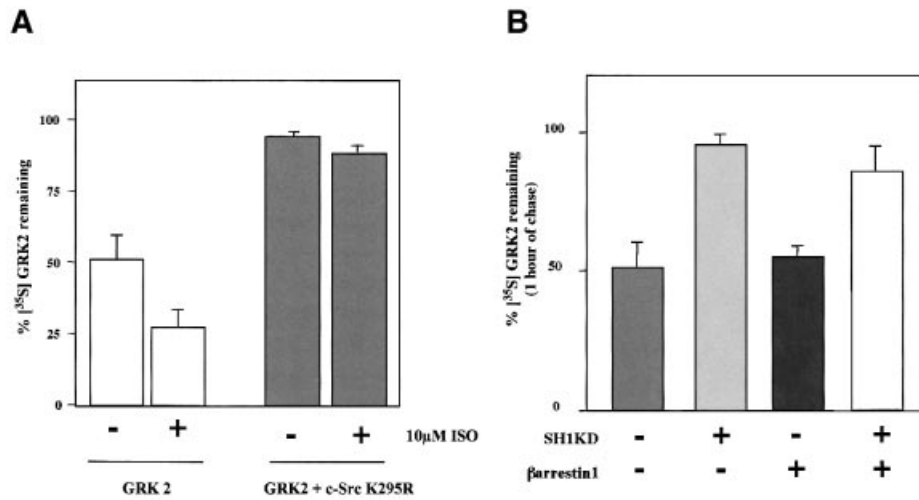 A
% [³⁵S] GRK2 remaining
100
75
50
25
0
- + - + 10µM ISO
GRK 2 GRK2 + c-Src K295R
B
% [³⁵S] GRK2 remaining
(1 hour of chase)
100
50
0
SH1KD - + - +
βarrestin1 - - + +